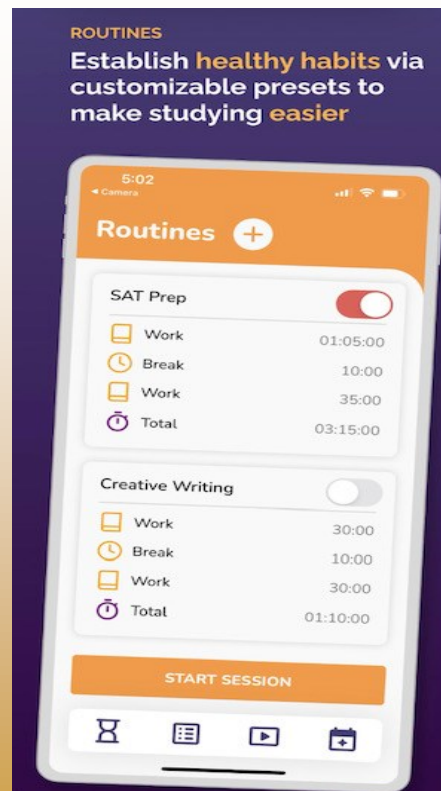 ROUTINES
Establish healthy habits via
customizable presets to
make studying easier
5:02
◂ Camera
Routines +
SAT Prep
Work 01:05:00
Break 10:00
Work 35:00
Total 03:15:00
Creative Writing
Work 30:00
Break 10:00
Work 30:00
Total 01:10:00
START SESSION